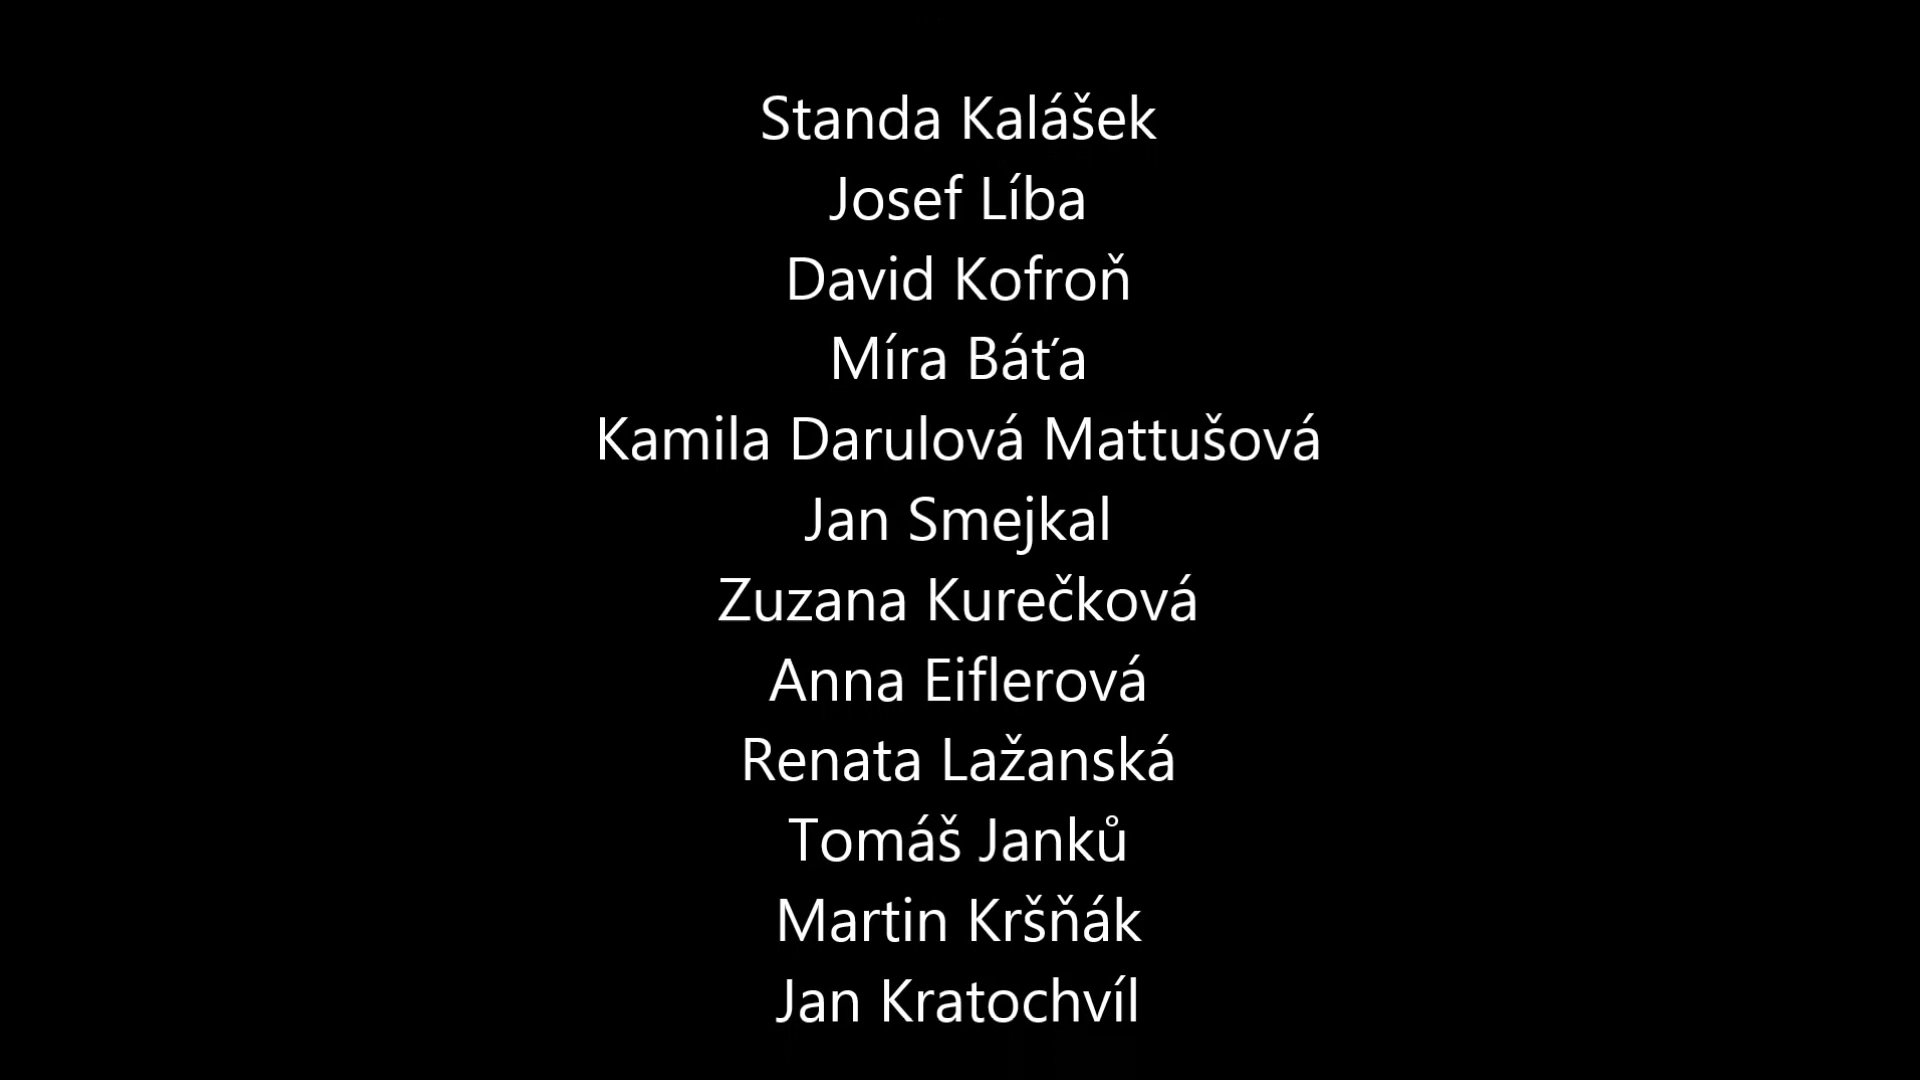 Standa Kalášek
Josef Líba
David Kofroň
Míra Báťa
Kamila Darulová Mattušová
Jan Smejkal
Zuzana Kurečková
Anna Eiflerová
Renata Lažanská
Tomáš Janků
Martin Kršňák
Jan Kratochvíl